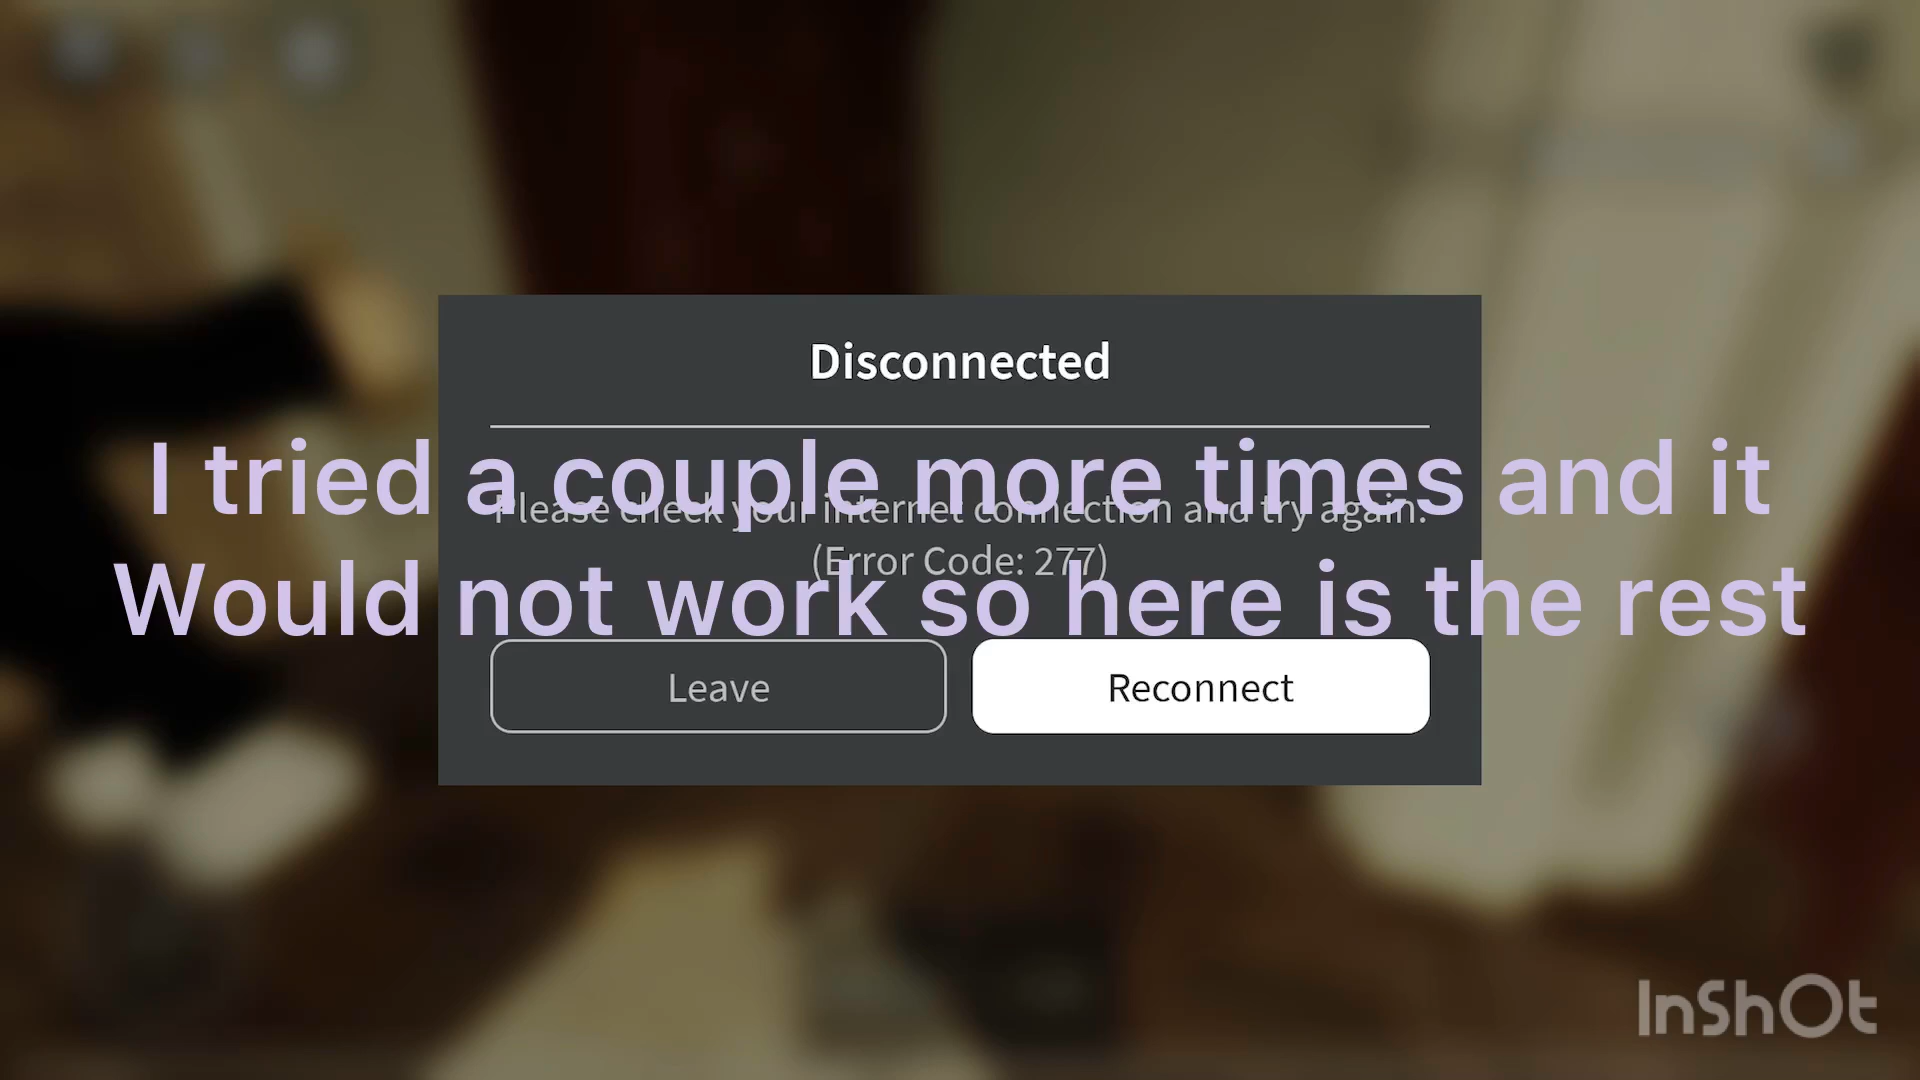 Disconnected
I tried a couple more times and it
Please check your internet connection and try again.
(Error Code: 277)
Would not work so here is the rest
Leave
Reconnect
InShOt